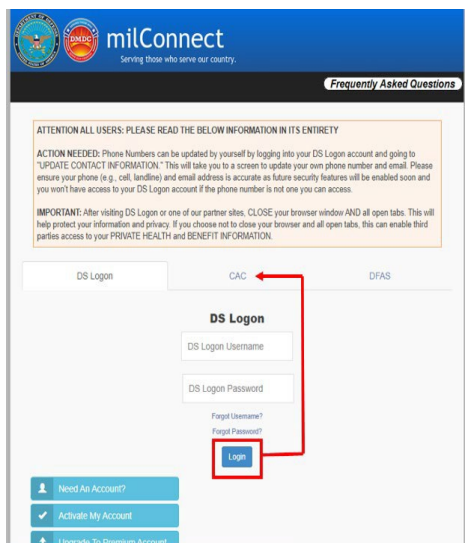 milConnect
Serving those who serve our country.
DMDC
Frequently Asked Questions
ATTENTION ALL USERS: PLEASE READ THE BELOW INFORMATION IN ITS ENTIRETY
ACTION NEEDED: Phone Numbers can be updated by yourself by logging into your DS Logon account and going to
"UPDATE CONTACT INFORMATION." This will take you to a screen to update your own phone number and email. Please
ensure your phone (e.g., cell, landline) and email address is accurate as future security features will be enabled soon and
you won't have access to your DS Logon account if the phone number is not one you can access.
IMPORTANT: After visiting DS Logon or one of our partner sites, CLOSE your browser window AND all open tabs. This will
help protect your information and privacy. If you choose not to close your browser and all open tabs, this can enable third
parties access to your PRIVATE HEALTH and BENEFIT INFORMATION.
DS Logon
CAC
DFAS
DS Logon
DS Logon Username
DS Logon Password
Forgot Username?
Forgot Password?
Login
Need An Account?
Activate My Account
Upgrade To Premium Account